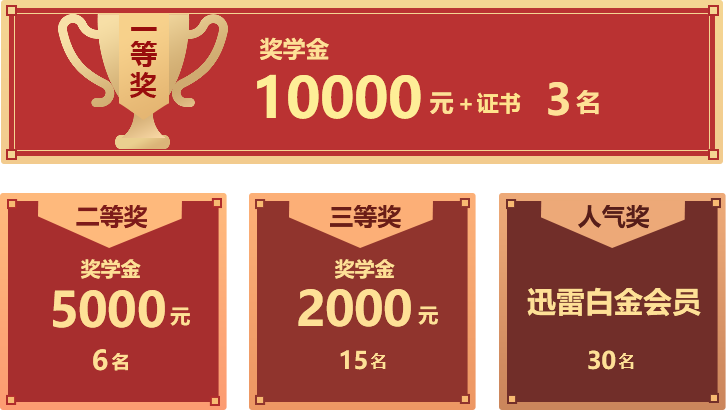 一等奖
奖学金
10000元+证书 3名
二等奖
奖学金
5000元
6名
三等奖
奖学金
2000元
15名
人气奖
迅雷白金会员
30名